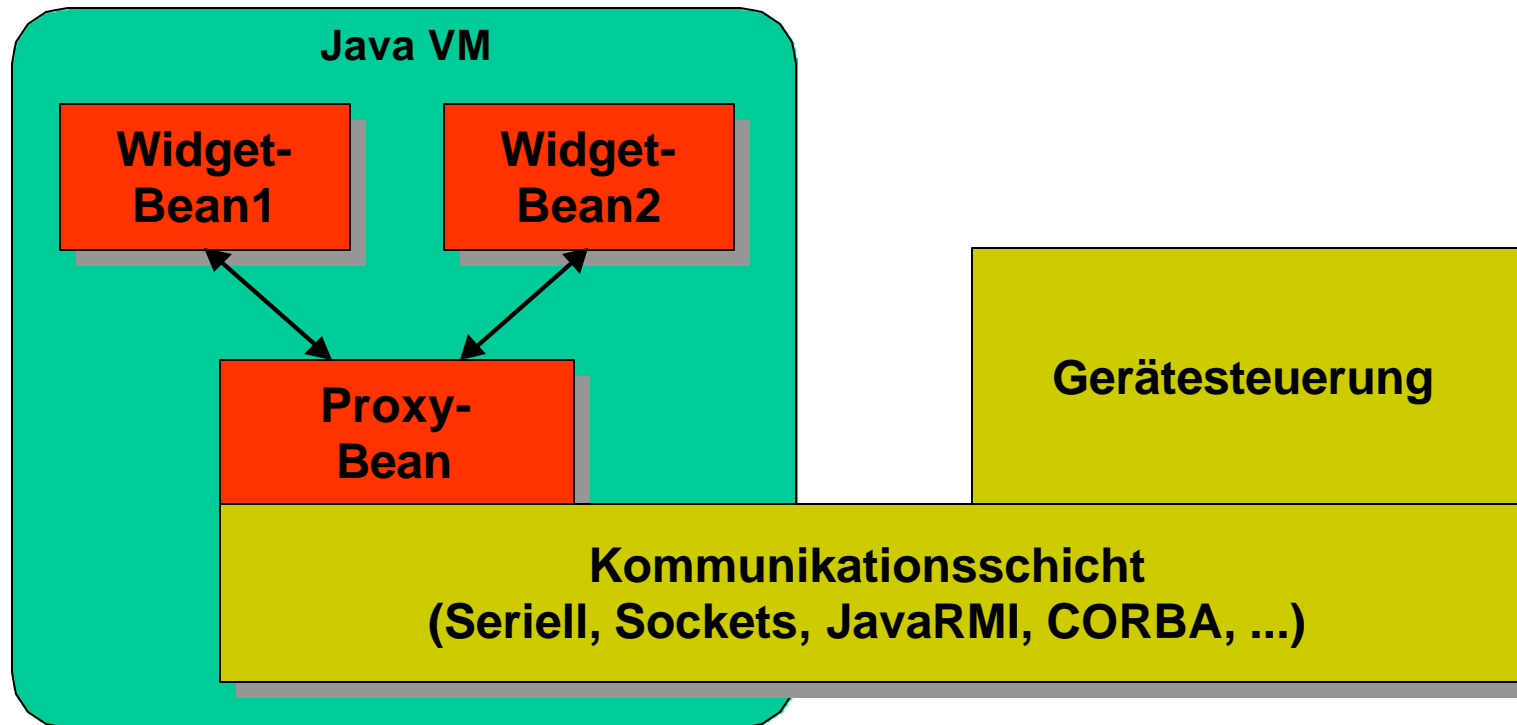 Java VM
Widget-
Bean1
Widget-
Bean2
Proxy-
Bean
Gerätesteuerung
Kommunikationsschicht
(Seriell, Sockets, JavaRMI, CORBA, ...)